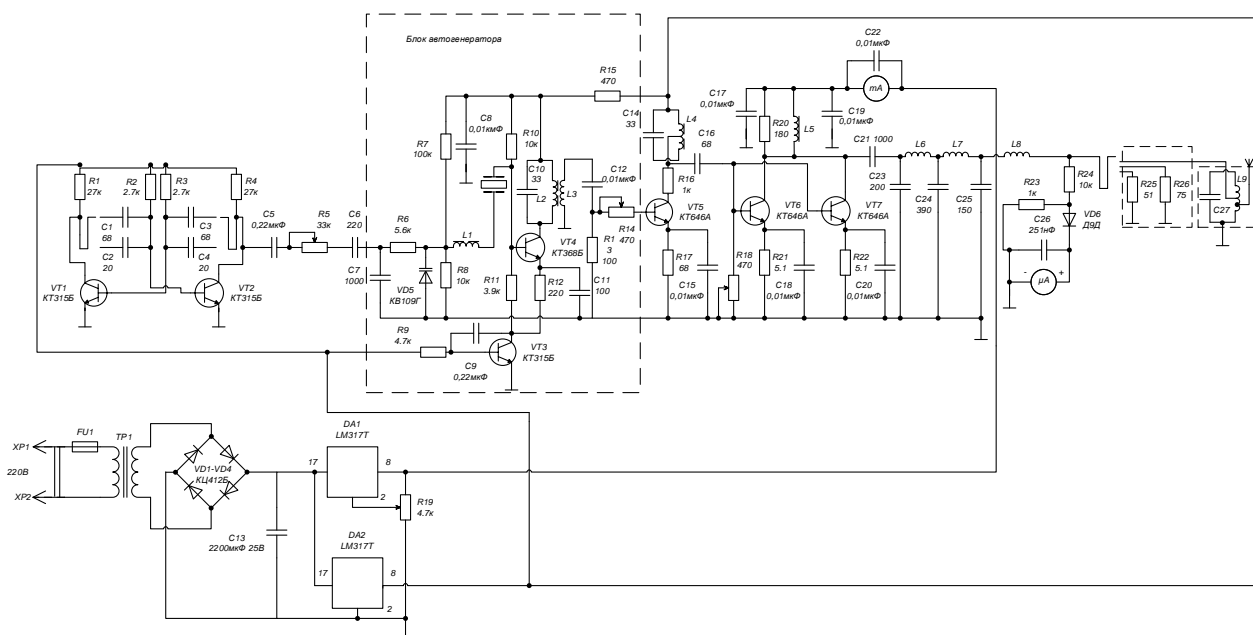 Блок автогенератора
C22
0,01мкФ
mA
R15
470
C17
0,01мкФ
R20
180
L5
C19
0,01мкФ
C14
33
L4
C16
68
C21 1000
L6
L7
L8
C8
0,01кмФ
R10
10к
R7
100к
C10
33
L2
L3
C12
0,01мкФ
R1
27к
R2
2.7к
R3
2.7к
R4
27к
C1
68
C2
20
C3
68
C4
20
C5
0,22мкФ
R5
33к
C6
220
R6
5.6к
L1
C7
1000
VD5
КВ109Г
R8
10к
VT4
КТ368Б
R11
3.9к
R12
220
C11
100
R1
3
100
R14
470
R16
1к
VT5
КТ646А
R17
68
C15
0,01мкФ
R18
470
VT6
КТ646А
R21
5.1
C18
0,01мкФ
VT7
КТ646А
R22
5.1
C20
0,01мкФ
C23
200
C24
390
C25
150
R23
1к
R24
10к
C26
251нФ
VD6
Д9Д
-
µA
+
R25
51
R26
75
C27
L9
VT1
КТ315Б
VT2
КТ315Б
R9
4.7к
C9
0,22мкФ
VT3
КТ315Б
XP1
220В
XP2
FU1
TP1
VD1-VD4
КЦ412Б
C13
2200мкФ 25В
DA1
LM317T
17
8
2
R19
4.7к
DA2
LM317T
17
8
2